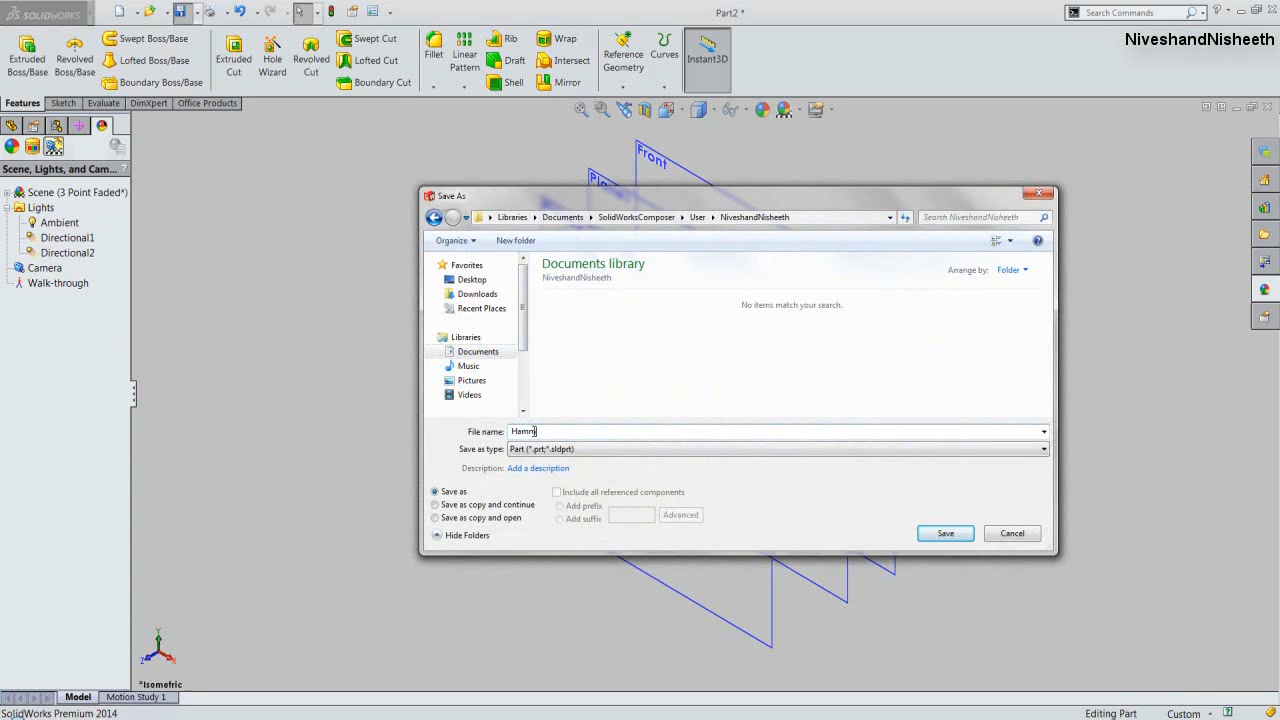 SOLIDWORKS
Part2 *
Search Commands
NiveshandNisheeth
Extruded Boss/Base
Revolved Boss/Base
Swept Boss/Base
Lofted Boss/Base
Boundary Boss/Base
Extruded Cut
Hole Wizard
Revolved Cut
Swept Cut
Lofted Cut
Boundary Cut
Fillet
Linear Pattern
Rib
Draft
Shell
Wrap
Intersect
Mirror
Reference Geometry
Curves
Instant3D
Features
Sketch
Evaluate
DimXpert
Office Products
Scene, Lights, and Cam...
Scene (3 Point Faded*)
Lights
Ambient
Directional1
Directional2
Camera
Walk-through
Front
Save As
Libraries
Documents
SolidWorksComposer
User
NiveshandNisheeth
Search NiveshandNisheeth
Organize
New folder
Favorites
Desktop
Downloads
Recent Places
Libraries
Documents
Music
Pictures
Videos
Documents library
NiveshandNisheeth
Arrange by: Folder
No items match your search.
File name: Hamm
Save as type: Part (*.prt;*.sldprt)
Description: Add a description
Save as
Save as copy and continue
Save as copy and open
Include all referenced components
Add prefix
Add suffix
Advanced
Hide Folders
Save
Cancel
Y
Z
X
*Isometric
Model
Motion Study 1
SolidWorks Premium 2014
Editing Part
Custom